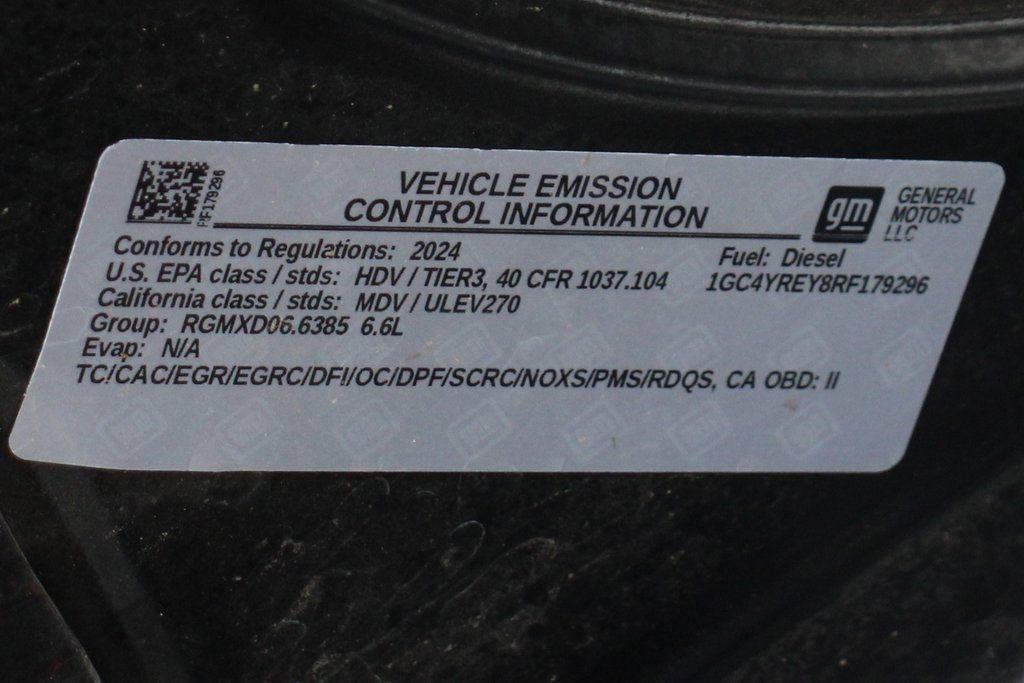 VEHICLE EMISSION
CONTROL INFORMATION
gm
GENERAL
MOTORS
LLC
Conforms to Regulations: 2024
Fuel: Diesel
U.S. EPA class / stds: HDV / TIER3, 40 CFR 1037.104
1GC4YREY8RF179296
California class / stds: MDV / ULEV270
Group: RGMXD06.6385 6.6L
Evap: N/A
TC/CAC/EGR/EGRC/DFI/OC/DPF/SCRC/NOXS/PMS/RDQS, CA OBD: II